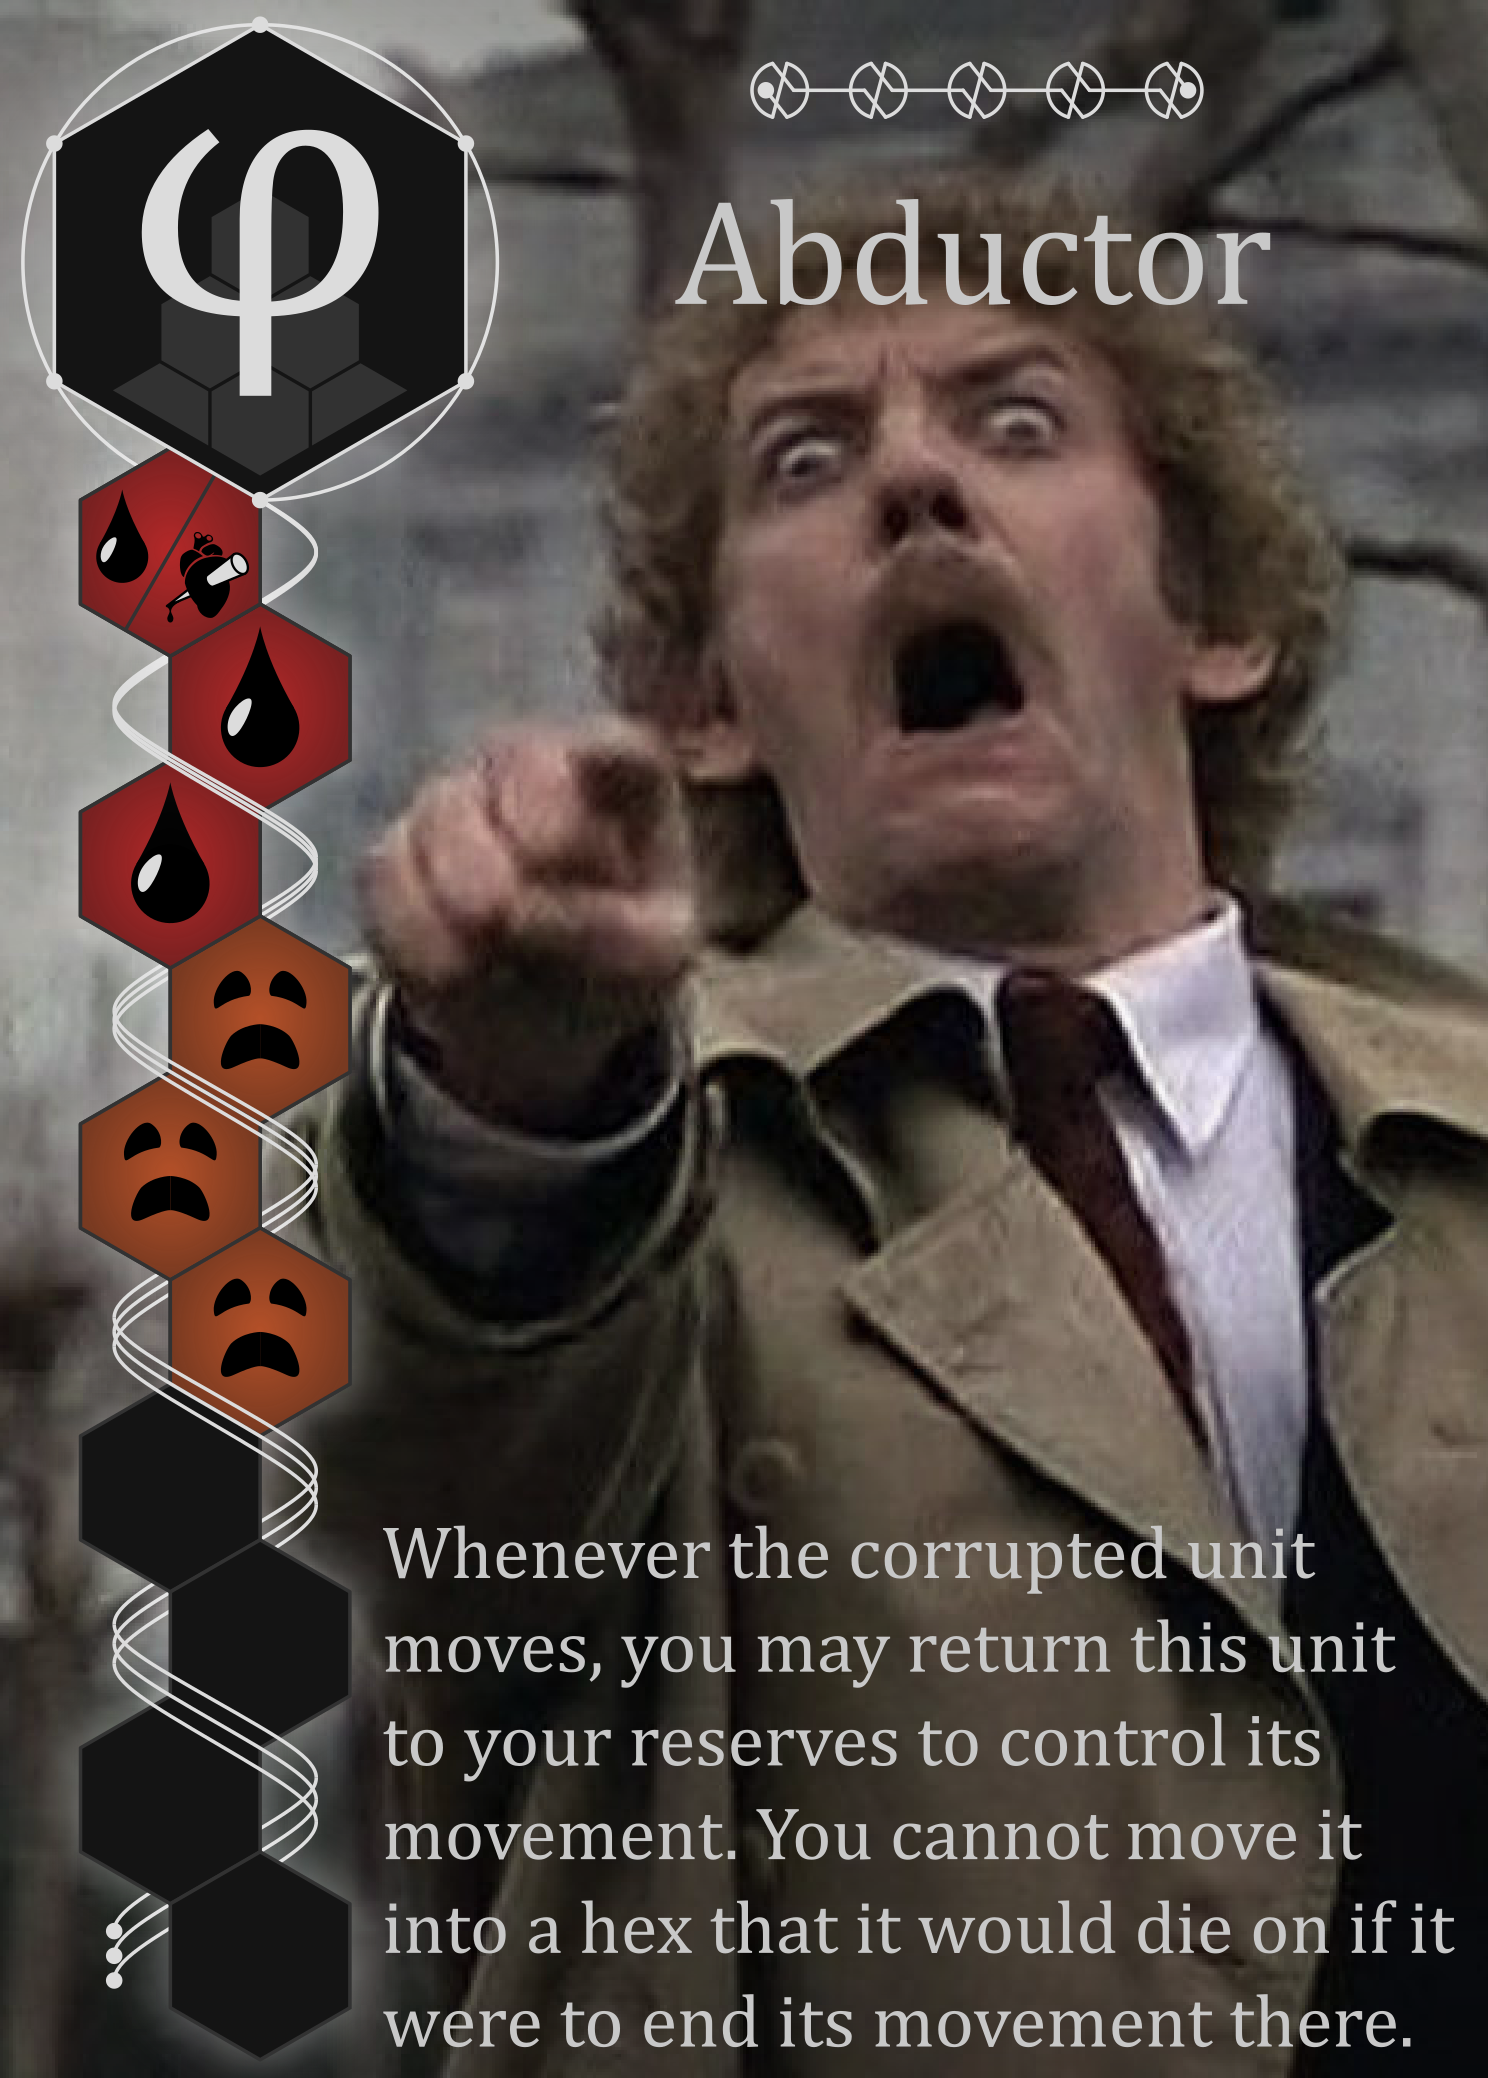 φ
Abductor
Whenever the corrupted unit
moves, you may return this unit
to your reserves to control its
movement. You cannot move it
into a hex that it would die on if it
were to end its movement there.